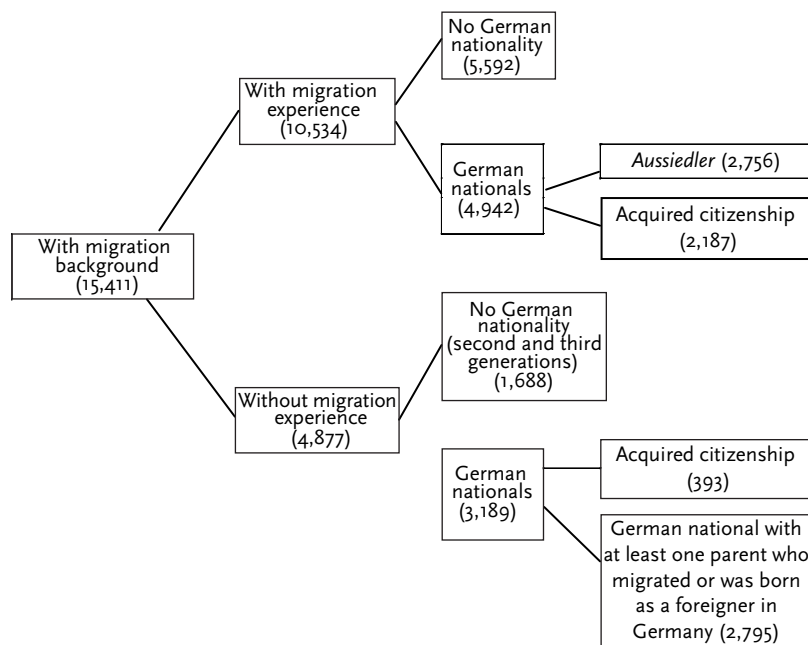 No German
nationality
(5,592)
With migration
experience
(10,534)
German
nationals
(4,942)
Aussiedler (2,756)
Acquired citizenship
(2,187)
With migration
background
(15,411)
No German
nationality
(second and third
generations)
(1,688)
Without migration
experience
(4,877)
German
nationals
(3,189)
Acquired citizenship
(393)
German national with
at least one parent who
migrated or was born
as a foreigner in
Germany (2,795)